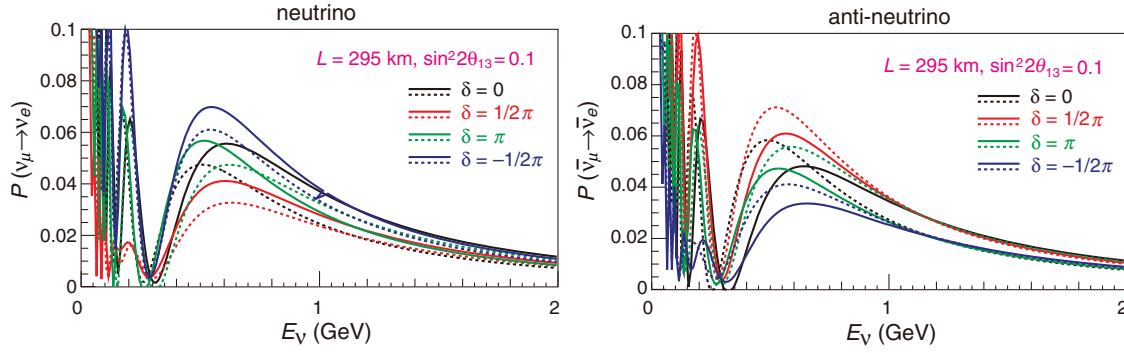 neutrino
0.1
0.08
0.06
0.04
0.02
0
P (νμ→νe)
L = 295 km, sin²2θ₁₃=0.1
δ = 0
δ = 1/2π
δ = π
δ = −1/2π
1
2
Eν (GeV)
anti-neutrino
0.1
0.08
0.06
0.04
0.02
0
P (ν̄μ→ν̄e)
L = 295 km, sin²2θ₁₃=0.1
δ = 0
δ = 1/2π
δ = π
δ = −1/2π
0
1
2
Eν (GeV)